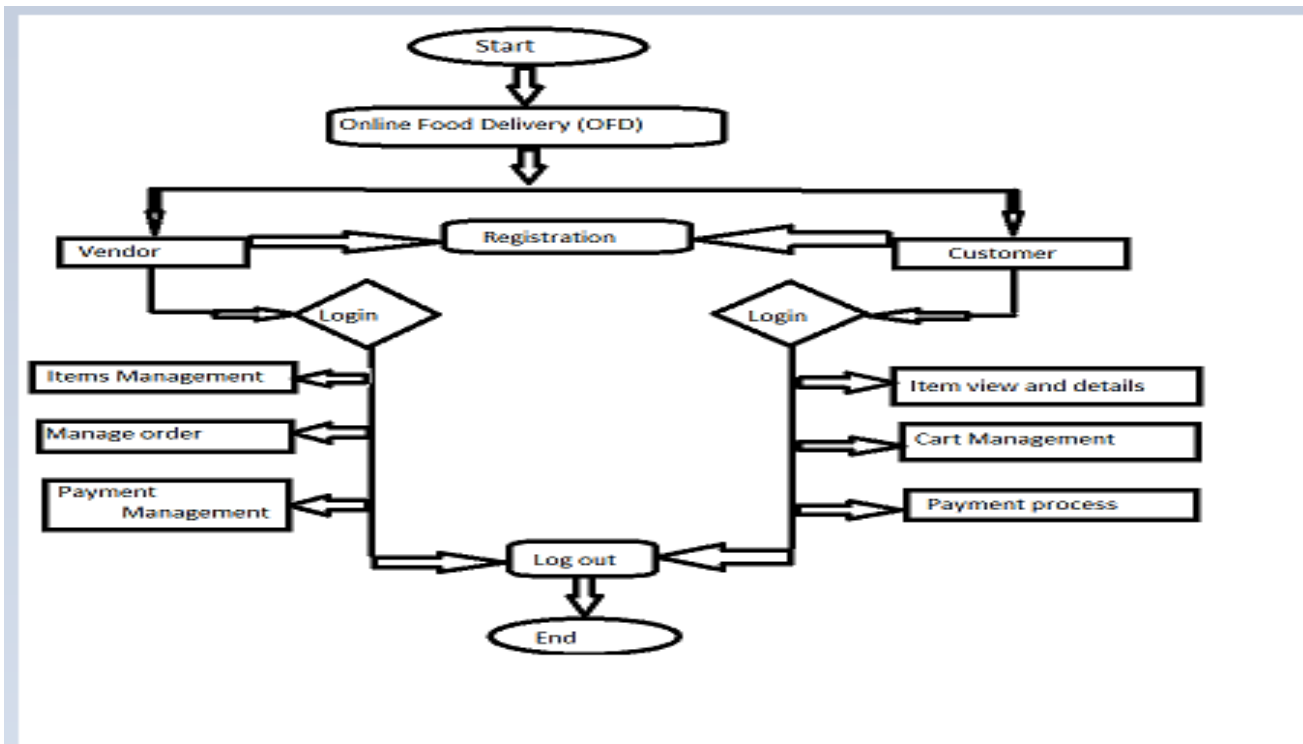 Start
Online Food Delivery (OFD)
Registration
Vendor
Customer
Login
Login
Items Management
Item view and details
Manage order
Cart Management
Payment
Management
Payment process
Log out
End